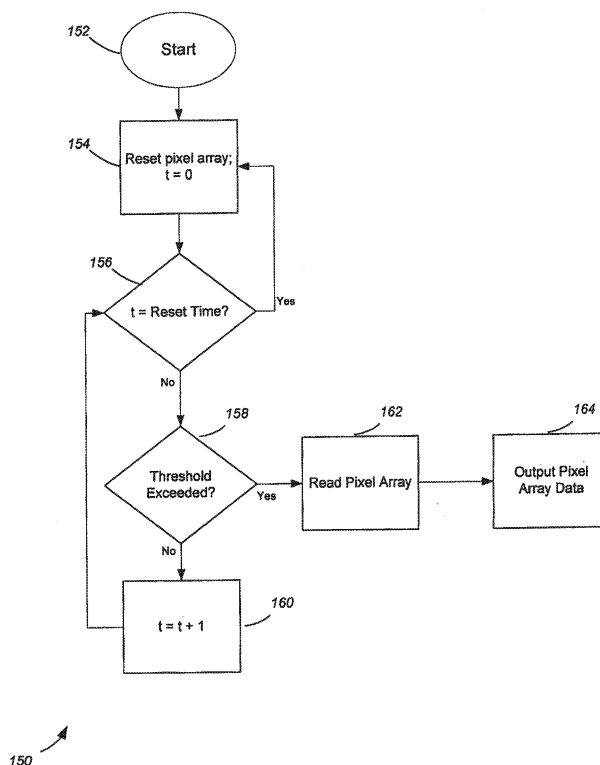 152
Start
154
Reset pixel array;
t = 0
156
t = Reset Time?
Yes
No
158
162
164
Threshold
Exceeded?
Yes
Read Pixel Array
Output Pixel
Array Data
No
t = t + 1
160
150